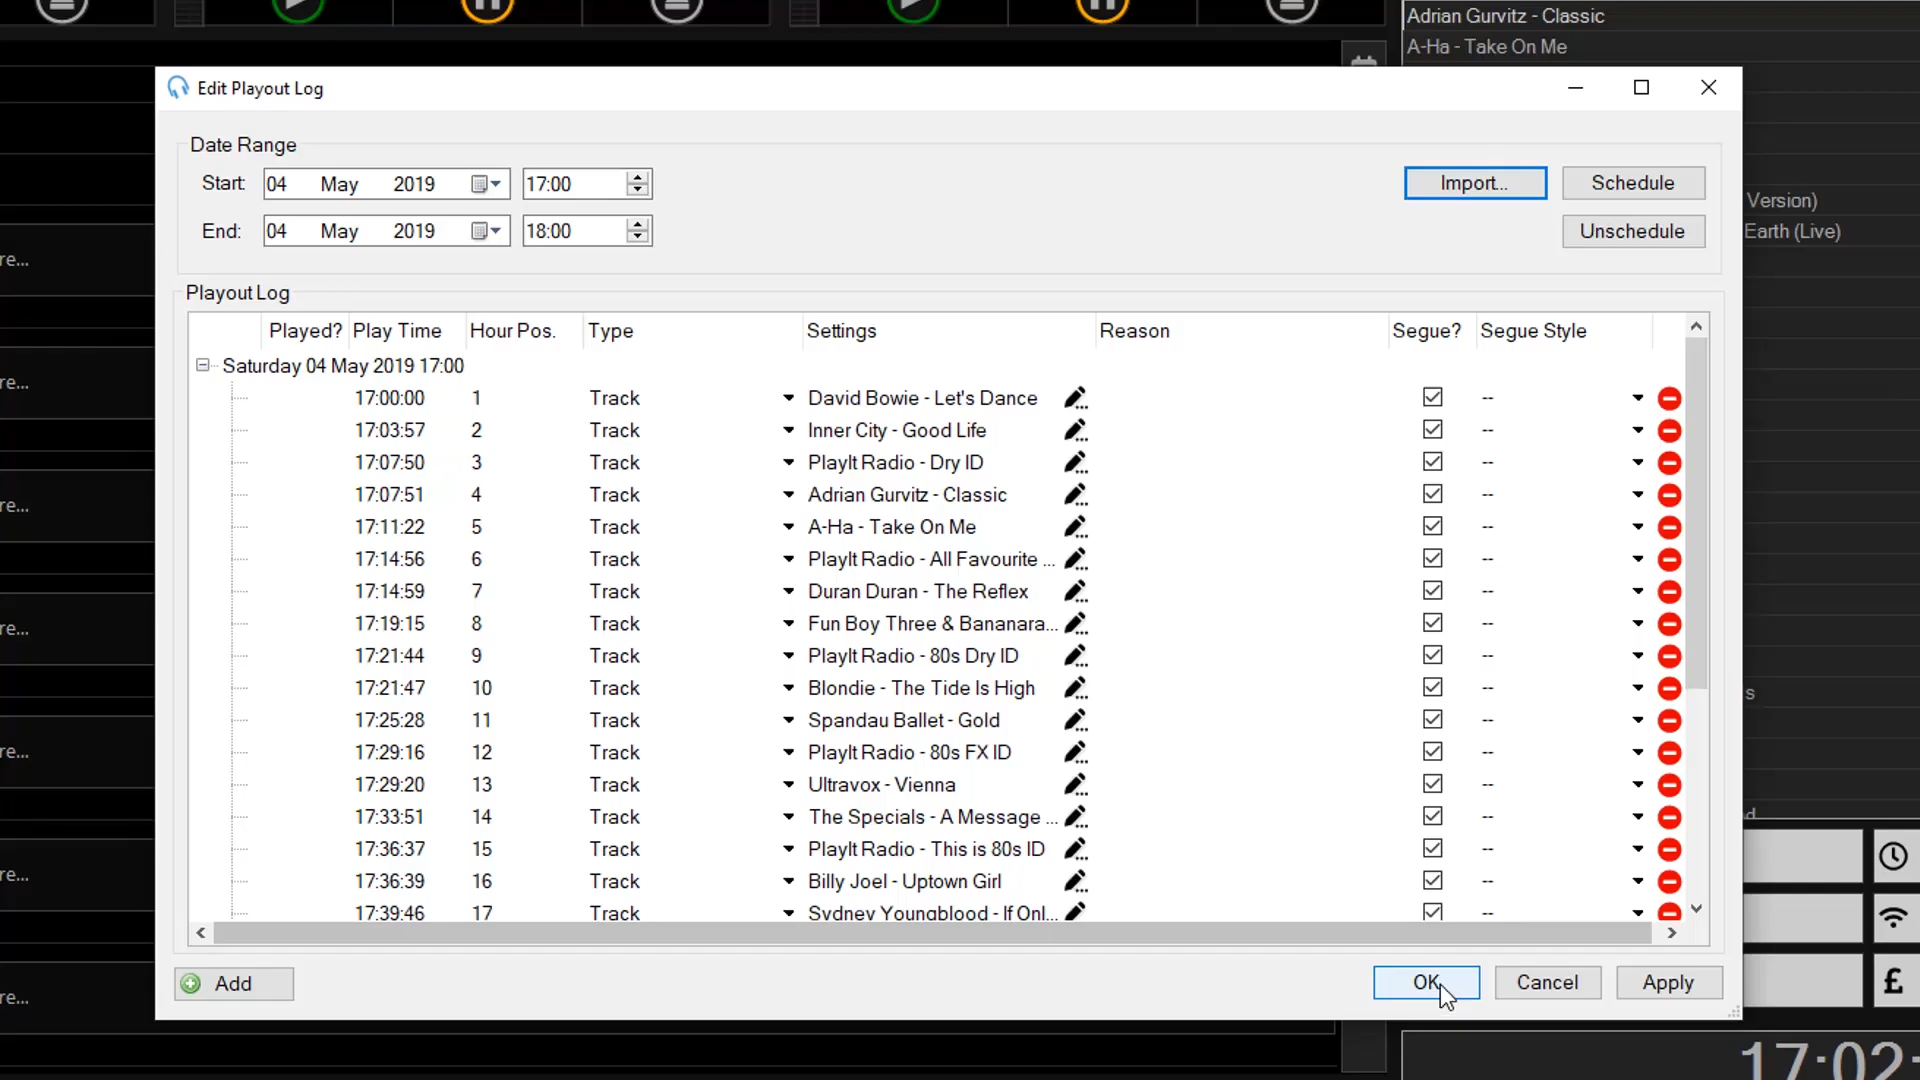 Adrian Gurvitz - Classic
A-Ha - Take On Me
Edit Playout Log
Date Range
Start: 04 May 2019 17:00 Import... Schedule
Version)
End: 04 May 2019 18:00 Unschedule
Earth (Live)
re...
Playout Log
Played? Play Time Hour Pos. Type Settings Reason Segue? Segue Style
Saturday 04 May 2019 17:00
re...
17:00:00 1 Track David Bowie - Let's Dance --
17:03:57 2 Track Inner City - Good Life --
17:07:50 3 Track PlayIt Radio - Dry ID --
17:07:51 4 Track Adrian Gurvitz - Classic --
re...
17:11:22 5 Track A-Ha - Take On Me --
17:14:56 6 Track PlayIt Radio - All Favourite ... --
17:14:59 7 Track Duran Duran - The Reflex --
17:19:15 8 Track Fun Boy Three & Bananara... --
re...
17:21:44 9 Track PlayIt Radio - 80s Dry ID --
17:21:47 10 Track Blondie - The Tide Is High --
s
17:25:28 11 Track Spandau Ballet - Gold --
17:29:16 12 Track PlayIt Radio - 80s FX ID --
re...
17:29:20 13 Track Ultravox - Vienna --
17:33:51 14 Track The Specials - A Message ... --
17:36:37 15 Track PlayIt Radio - This is 80s ID --
17:36:39 16 Track Billy Joel - Uptown Girl --
re...
17:39:46 17 Track Sydney Youngblood - If Onl... --
Add OK Cancel Apply
£
re...
17:02: